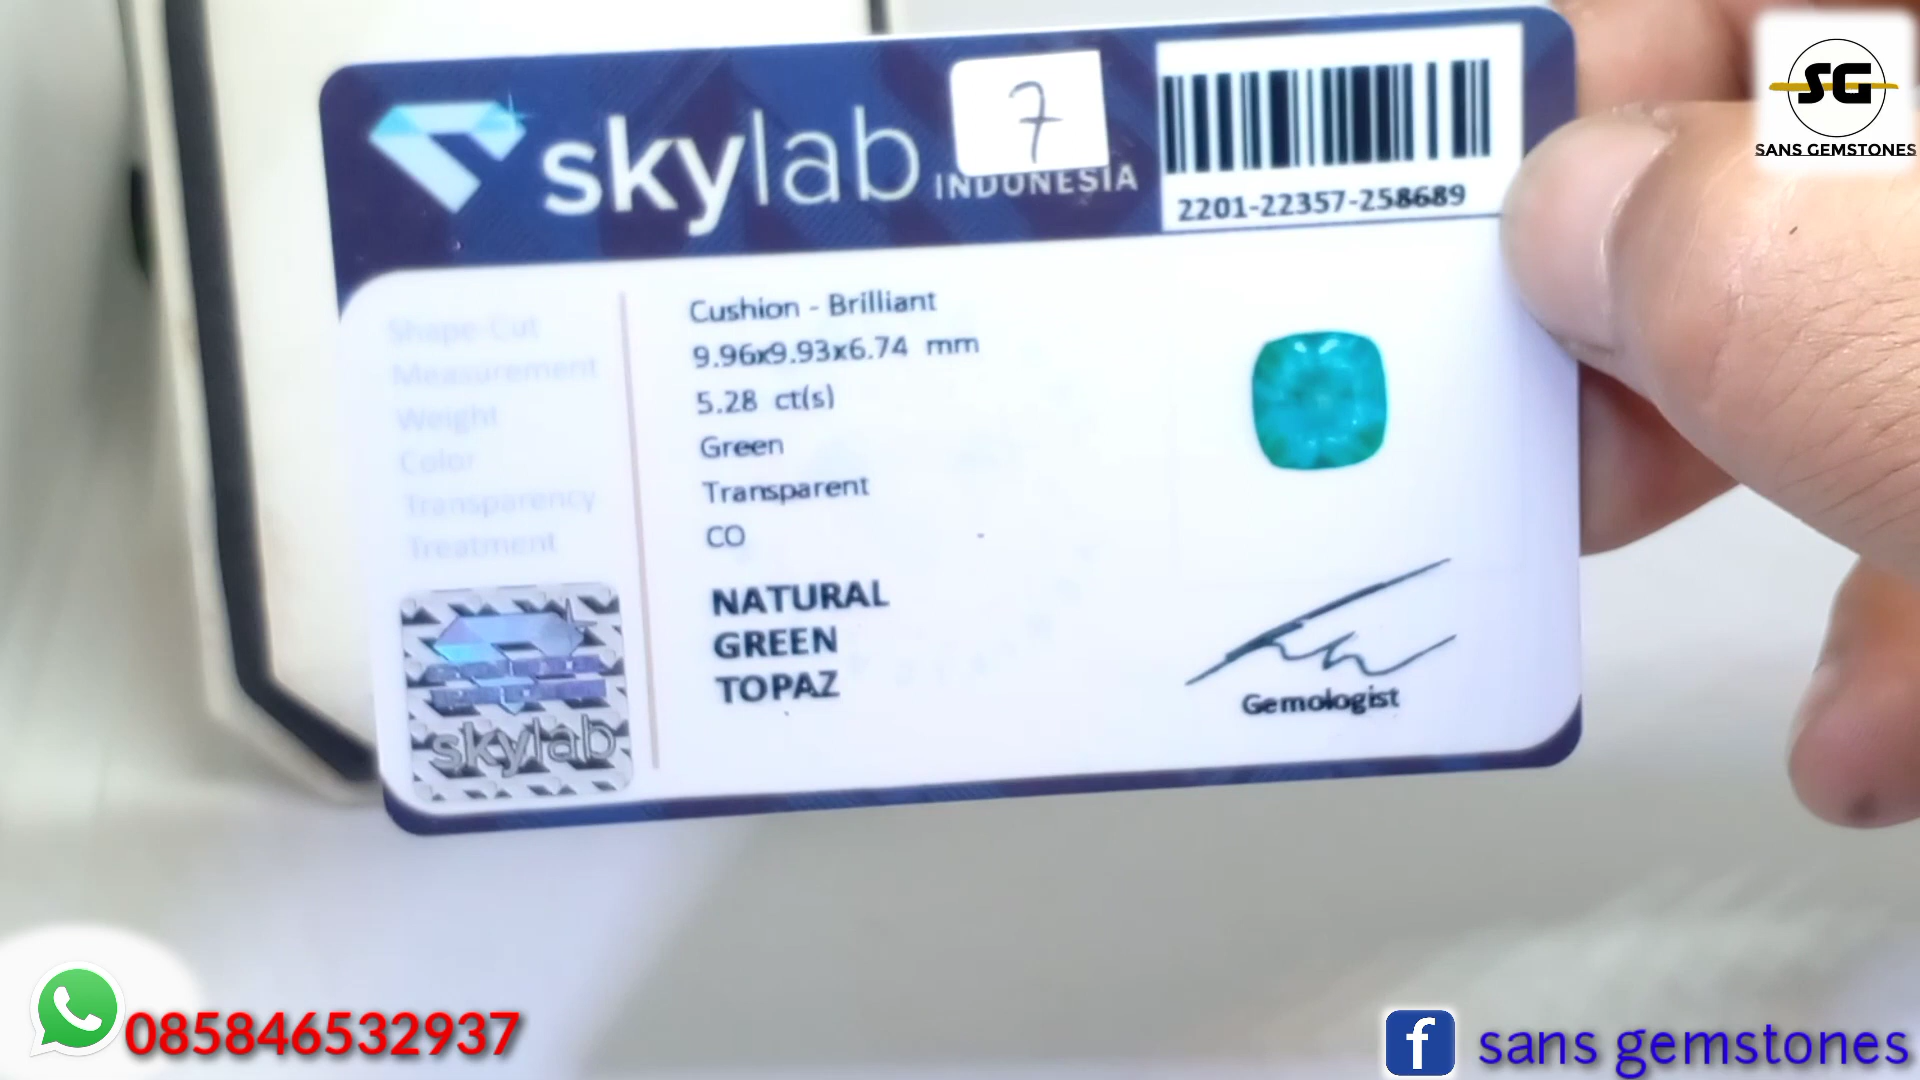 skylab INDONESIA
7
2201-22357-258689
SG
SANS GEMSTONES
Shape-Cut Cushion - Brilliant
Measurement 9.96x9.93x6.74 mm
Weight 5.28 ct(s)
Color Green
Transparency Transparent
Treatment CO
NATURAL
GREEN
TOPAZ
skylab
Gemologist
085846532937
f sans gemstones